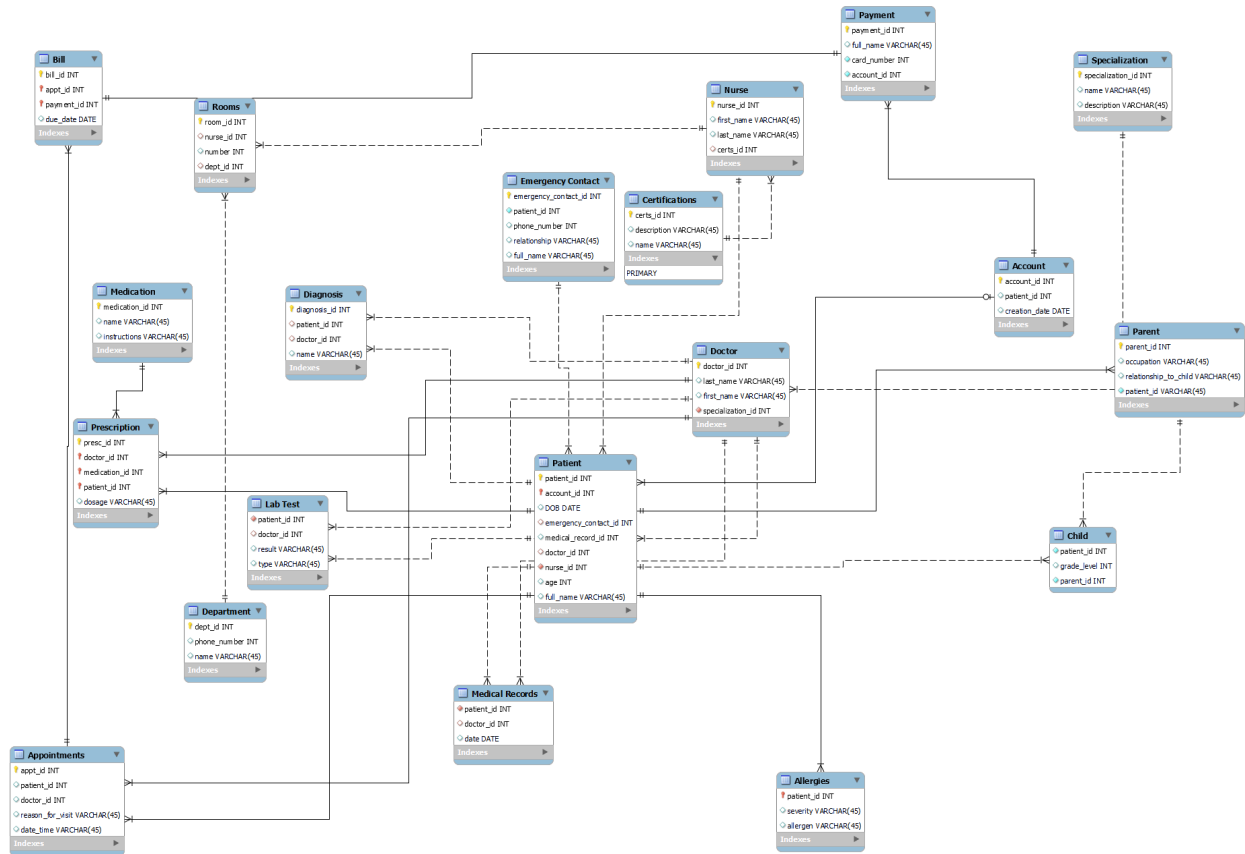 Payment
payment_id INT
full_name VARCHAR(45)
card_number INT
account_id INT
Indexes
Bill
bill_id INT
appt_id INT
payment_id INT
due_date DATE
Indexes
Specialization
specialization_id INT
name VARCHAR(45)
description VARCHAR(45)
Indexes
Rooms
room_id INT
nurse_id INT
number INT
dept_id INT
Indexes
Nurse
nurse_id INT
first_name VARCHAR(45)
last_name VARCHAR(45)
certs_id INT
Indexes
Emergency Contact
emergency_contact_id INT
patient_id INT
phone_number INT
relationship VARCHAR(45)
full_name VARCHAR(45)
Indexes
Certifications
certs_id INT
description VARCHAR(45)
name VARCHAR(45)
Indexes
PRIMARY
Account
account_id INT
patient_id INT
creation_date DATE
Indexes
Medication
medication_id INT
name VARCHAR(45)
instructions VARCHAR(45)
Indexes
Diagnosis
diagnosis_id INT
patient_id INT
doctor_id INT
name VARCHAR(45)
Indexes
Parent
parent_id INT
occupation VARCHAR(45)
relationship_to_child VARCHAR(45)
patient_id VARCHAR(45)
Indexes
Doctor
doctor_id INT
last_name VARCHAR(45)
first_name VARCHAR(45)
specialization_id INT
Indexes
Prescription
presc_id INT
doctor_id INT
medication_id INT
patient_id INT
dosage VARCHAR(45)
Indexes
Patient
patient_id INT
account_id INT
DOB DATE
emergency_contact_id INT
medical_record_id INT
doctor_id INT
nurse_id INT
age INT
full_name VARCHAR(45)
Indexes
Lab Test
patient_id INT
doctor_id INT
result VARCHAR(45)
type VARCHAR(45)
Indexes
Child
patient_id INT
grade_level INT
parent_id INT
Indexes
Department
dept_id INT
phone_number INT
name VARCHAR(45)
Indexes
Medical Records
patient_id INT
doctor_id INT
date DATE
Indexes
Appointments
appt_id INT
patient_id INT
doctor_id INT
reason_for_visit VARCHAR(45)
date_time VARCHAR(45)
Indexes
Allergies
patient_id INT
severity VARCHAR(45)
allergen VARCHAR(45)
Indexes